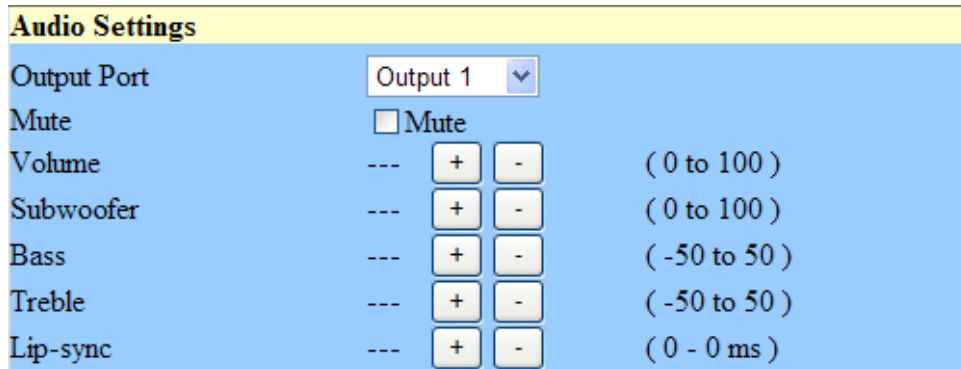 Audio Settings
Output Port Output 1
Mute Mute
Volume --- + - ( 0 to 100 )
Subwoofer --- + - ( 0 to 100 )
Bass --- + - ( -50 to 50 )
Treble --- + - ( -50 to 50 )
Lip-sync --- + - ( 0 - 0 ms )